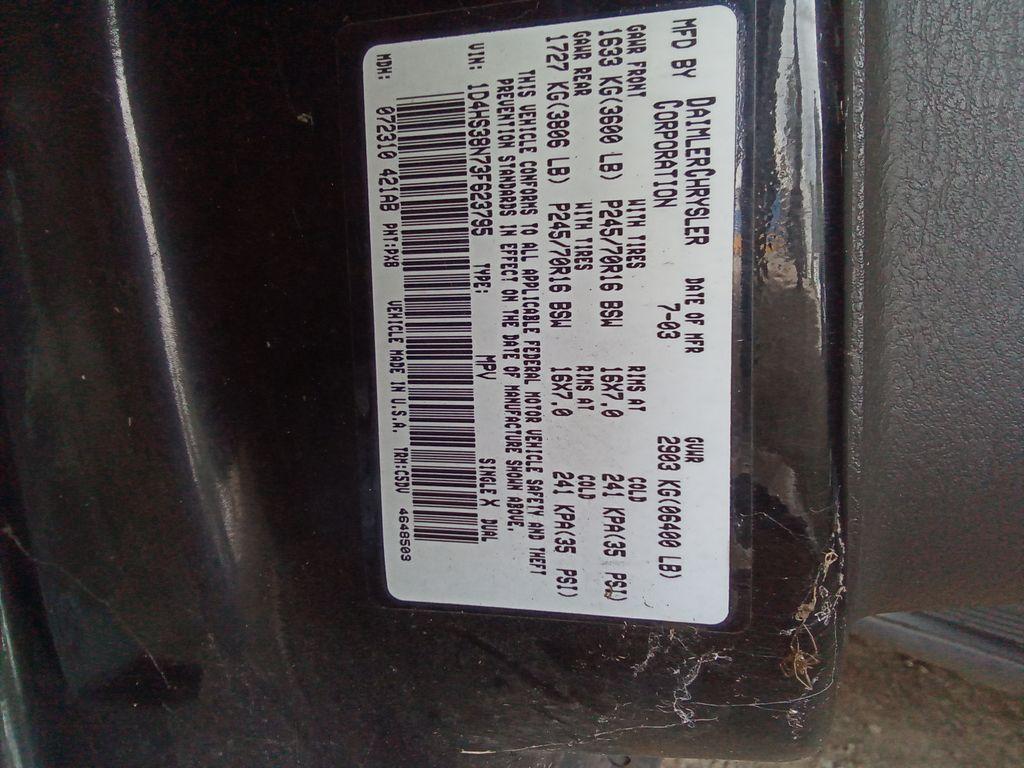 MFD BY DAIMLERCHRYSLER CORPORATION DATE OF MFR 7-03 GVWR 2903 KG(06400 LB)
GAWR FRONT WITH TIRES RIMS AT COLD
1633 KG(3600 LB) P245/70R16 BSW 16X7.0 241 KPA(35 PSI)
GAWR REAR WITH TIRES RIMS AT COLD
1727 KG(3806 LB) P245/70R16 BSW 16X7.0 241 KPA(35 PSI)
THIS VEHICLE CONFORMS TO ALL APPLICABLE FEDERAL MOTOR VEHICLE SAFETY AND THEFT
PREVENTION STANDARDS IN EFFECT ON THE DATE OF MANUFACTURE SHOWN ABOVE.
VIN: 1D4HS38N73F623795 TYPE: MPV SINGLE X DUAL
MDH: 072310 421AB PNT:PXB VEHICLE MADE IN U.S.A. TRM:C5DV 4648503